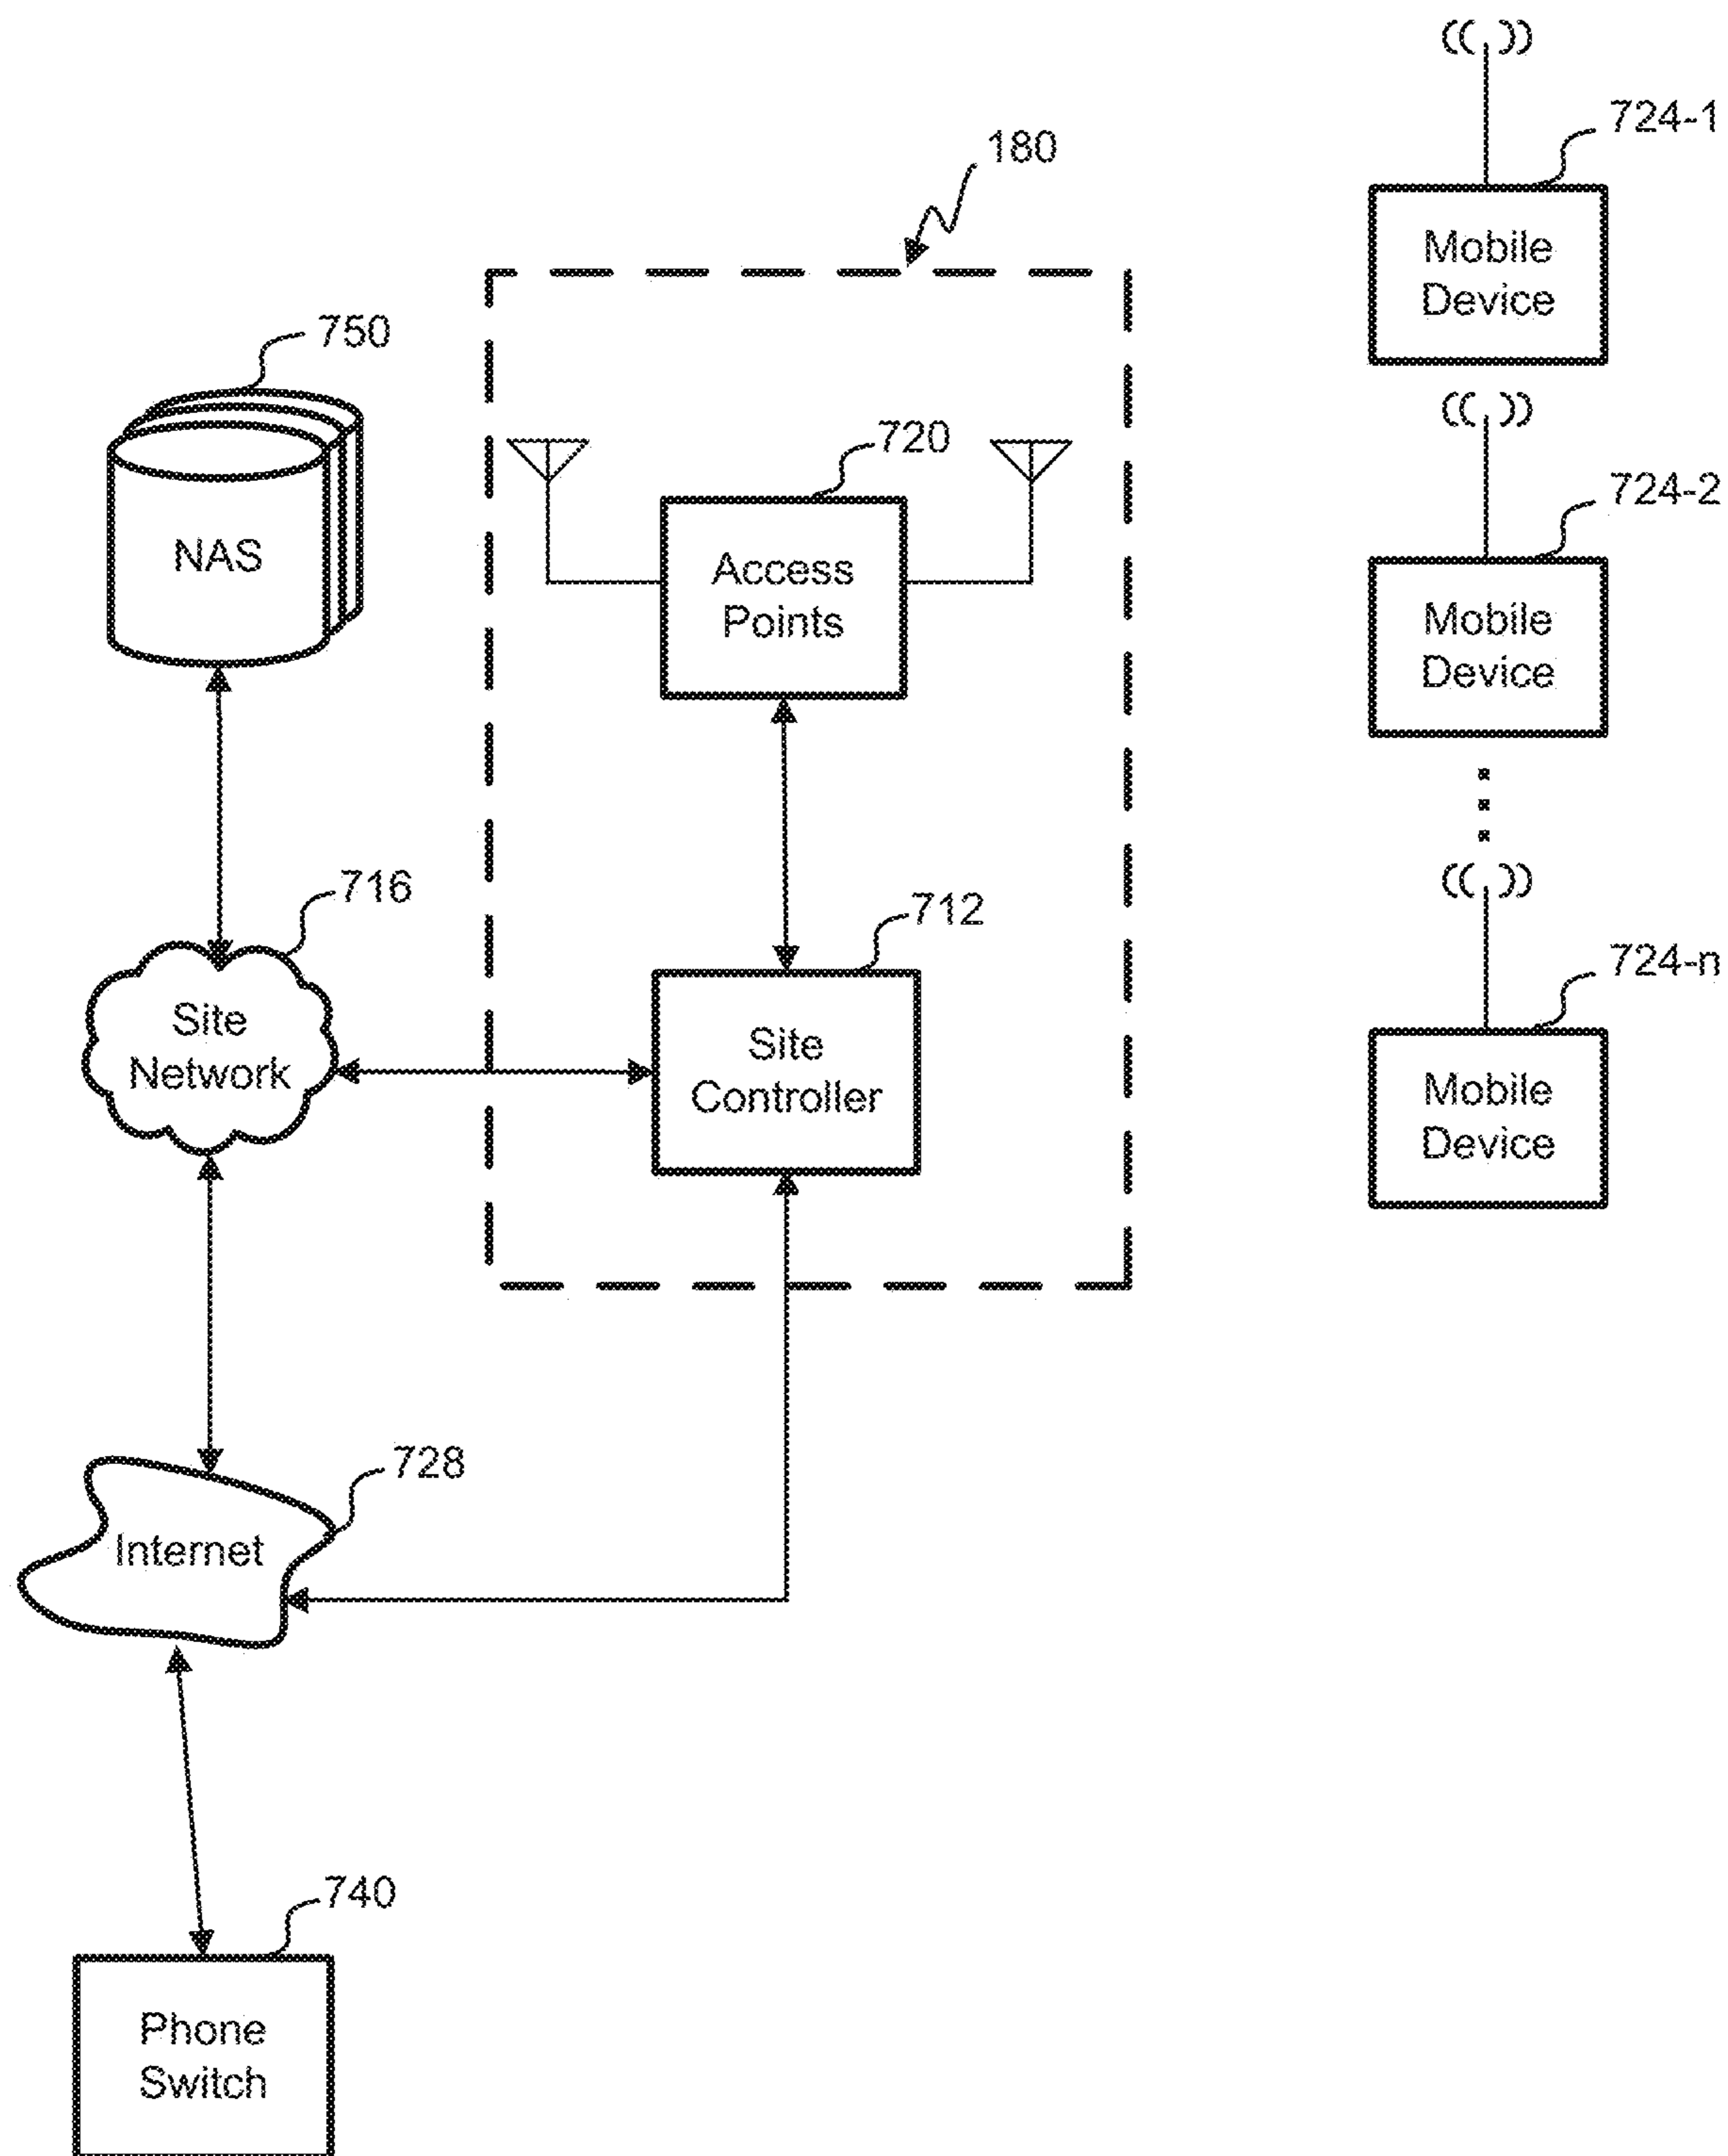 724-1
Mobile
Device
180
750
NAS
720
Access
Points
724-2
Mobile
Device
716
Site
Network
712
Site
Controller
724-n
Mobile
Device
728
Internet
740
Phone
Switch